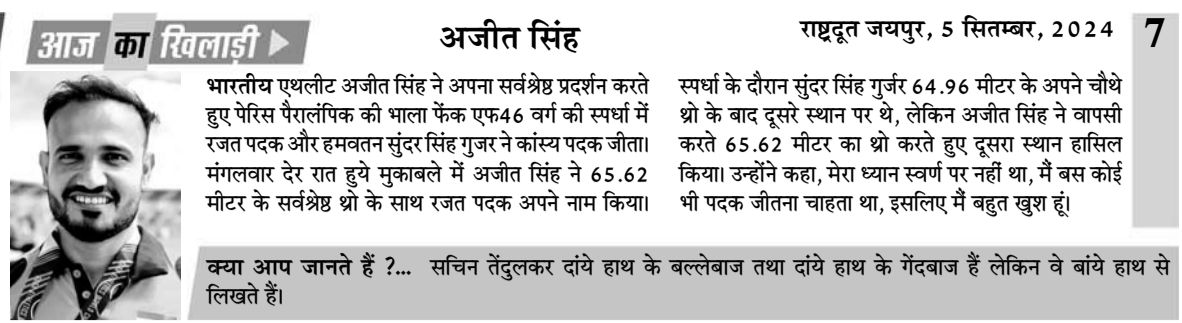 आज का खिलाड़ी
अजीत सिंह
राष्ट्रदूत जयपुर, 5 सितम्बर, 2024
7
भारतीय एथलीट अजीत सिंह ने अपना सर्वश्रेष्ठ प्रदर्शन करते
हुए पेरिस पैरालंपिक की भाला फेंक एफ46 वर्ग की स्पर्धा में
रजत पदक और हमवतन सुंदर सिंह गुजर ने कांस्य पदक जीता।
मंगलवार देर रात हुये मुकाबले में अजीत सिंह ने 65.62
मीटर के सर्वश्रेष्ठ थ्रो के साथ रजत पदक अपने नाम किया।
स्पर्धा के दौरान सुंदर सिंह गुर्जर 64.96 मीटर के अपने चौथे
थ्रो के बाद दूसरे स्थान पर थे, लेकिन अजीत सिंह ने वापसी
करते 65.62 मीटर का थ्रो करते हुए दूसरा स्थान हासिल
किया। उन्होंने कहा, मेरा ध्यान स्वर्ण पर नहीं था, मैं बस कोई
भी पदक जीतना चाहता था, इसलिए मैं बहुत खुश हूं।
क्या आप जानते हैं ?... सचिन तेंदुलकर दांये हाथ के बल्लेबाज तथा दांये हाथ के गेंदबाज हैं लेकिन वे बांये हाथ से
लिखते हैं।